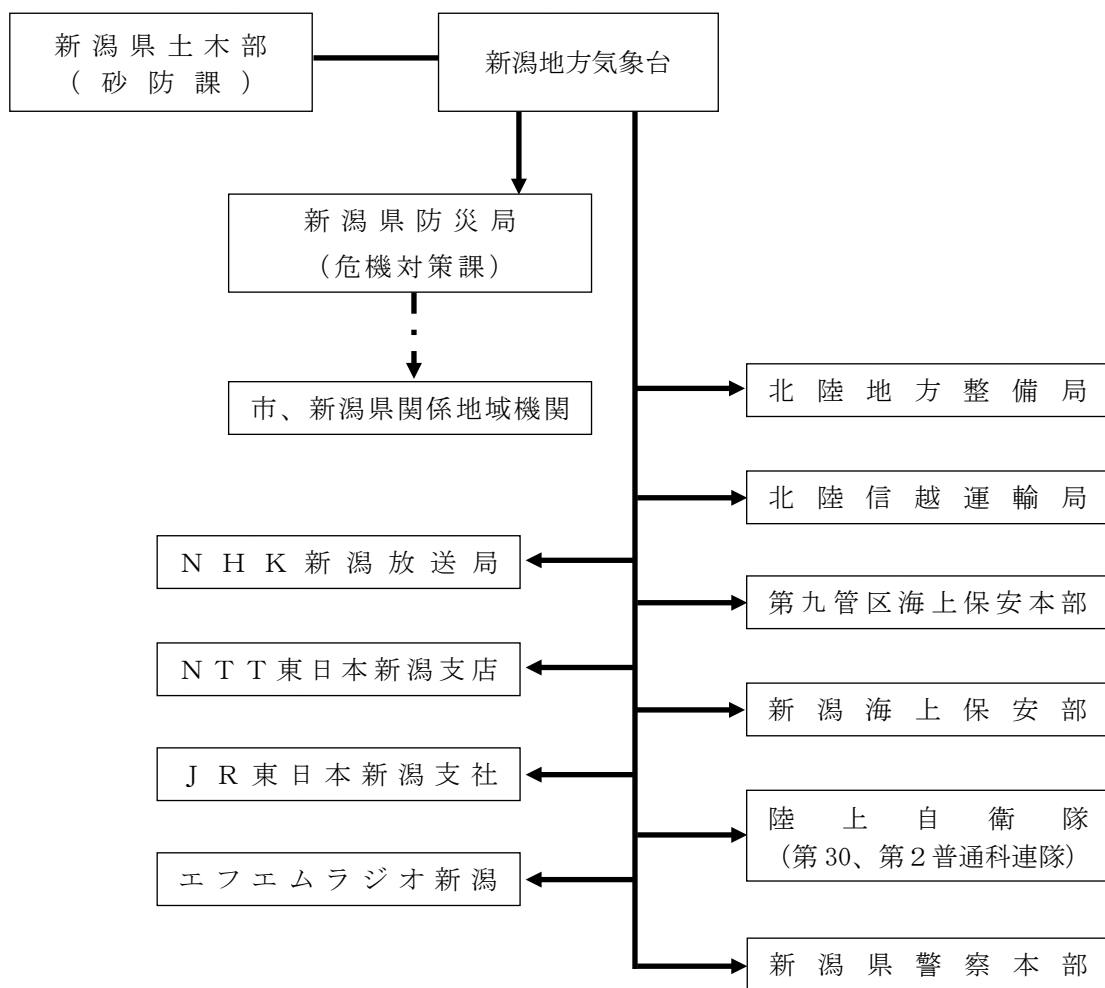 新潟県土木部
(砂防課)
新潟地方気象台
新潟県防災局
(危機対策課)
市、新潟県関係地域機関
北陸地方整備局
北陸信越運輸局
NHK新潟放送局
第九管区海上保安本部
NTT東日本新潟支店
新潟海上保安部
JR東日本新潟支社
陸上自衛隊
(第30、第2普通科連隊)
エフエムラジオ新潟
新潟県警察本部